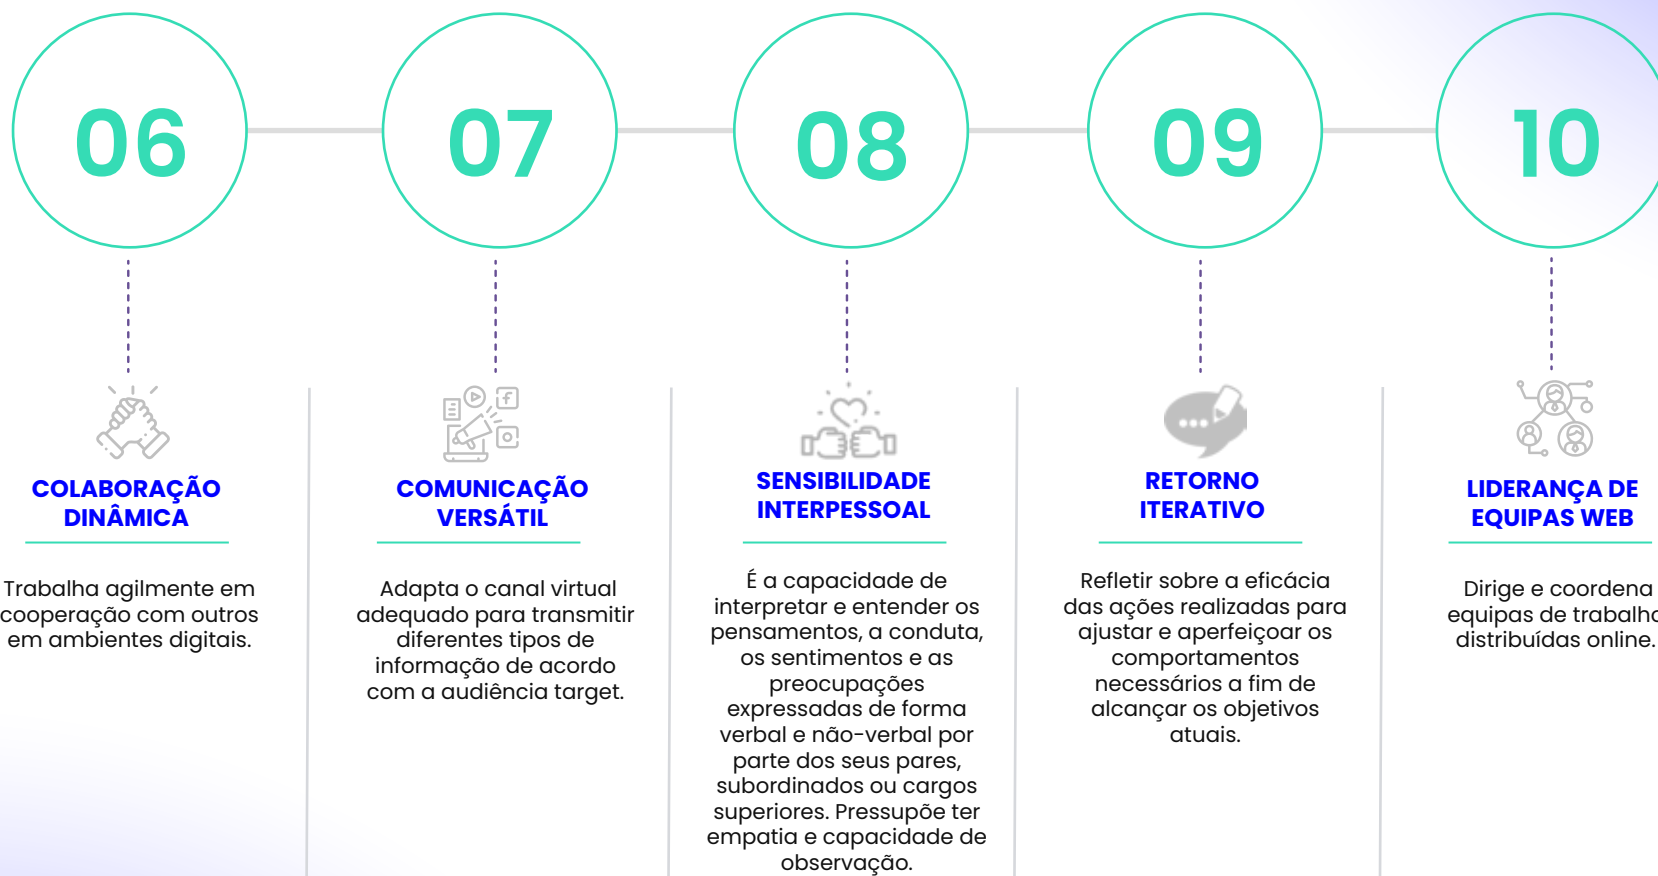 06
07
08
09
10
COLABORAÇÃO
DINÂMICA
Trabalha agilmente em
cooperação com outros
em ambientes digitais.
COMUNICAÇÃO
VERSÁTIL
Adapta o canal virtual
adequado para transmitir
diferentes tipos de
informação de acordo
com a audiência target.
SENSIBILIDADE
INTERPESSOAL
É a capacidade de
interpretar e entender os
pensamentos, a conduta,
os sentimentos e as
preocupações
expressadas de forma
verbal e não-verbal por
parte dos seus pares,
subordinados ou cargos
superiores. Pressupõe ter
empatia e capacidade de
observação.
RETORNO
ITERATIVO
Refletir sobre a eficácia
das ações realizadas para
ajustar e aperfeiçoar os
comportamentos
necessários a fim de
alcançar os objetivos
atuais.
LIDERANÇA DE
EQUIPAS WEB
Dirige e coordena
equipas de trabalho
distribuídas online.